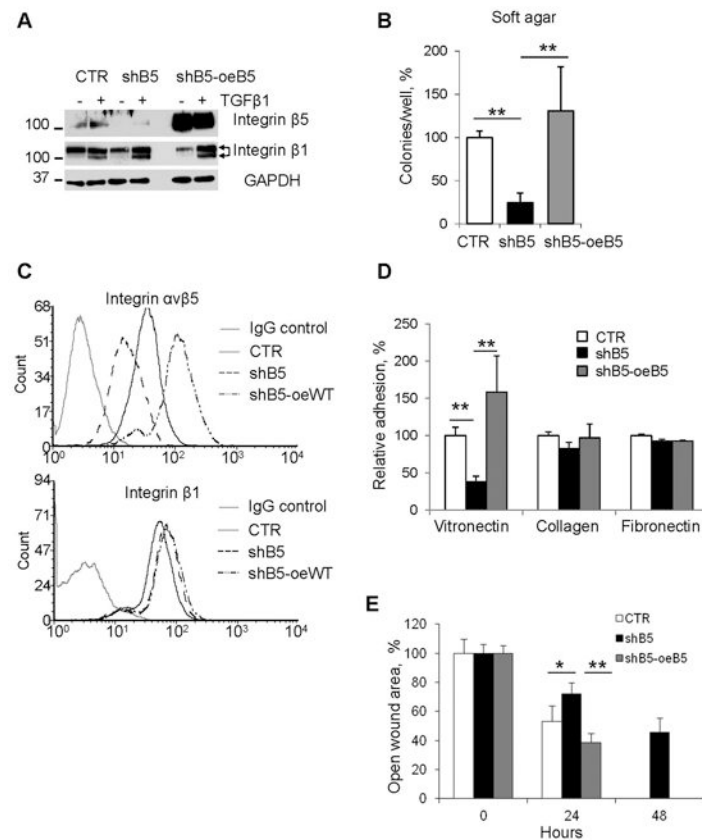 A
CTR shB5 shB5-oeB5
- + - + - + TGFβ1
100 Integrin β5
100 Integrin β1
37 GAPDH
B
Soft agar
Colonies/well, %
200
150
100
50
0
** **
CTR shB5 shB5-oeB5
C
Integrin αvβ5
Count
68
51
34
17
0
10⁰ 10¹ 10² 10³ 10⁴
IgG control
CTR
shB5
shB5-oeWT
Integrin β1
Count
94
71
47
24
0
10⁰ 10¹ 10² 10³ 10⁴
IgG control
CTR
shB5
shB5-oeWT
D
Relative adhesion, %
250
200
150
100
50
0
** **
CTR
shB5
shB5-oeB5
Vitronectin Collagen Fibronectin
E
Open wound area, %
120
100
80
60
40
20
0
* **
CTR
shB5
shB5-oeB5
0 24 48
Hours